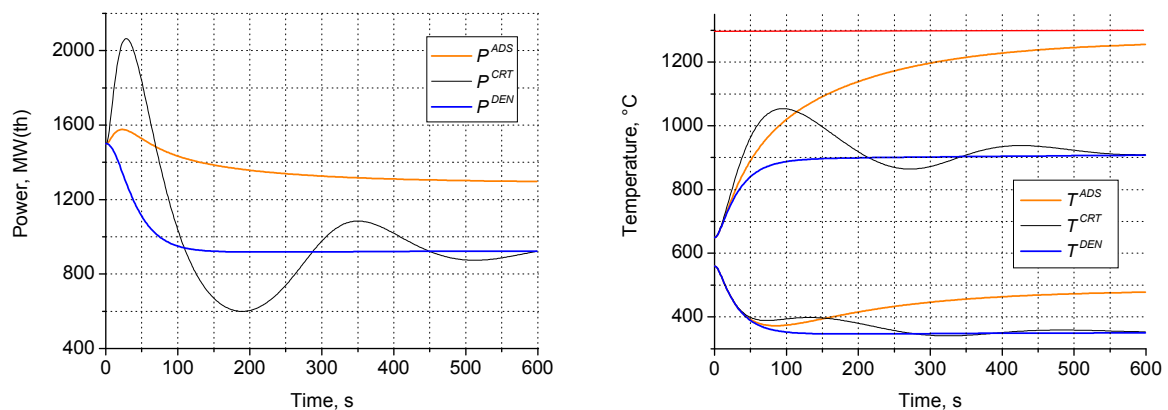 2000
1600
1200
800
400
Power, MW(th)
P^ADS
P^CRT
P^DEN
0 100 200 300 400 500 600
Time, s
1200
1000
800
600
400
Temperature, °C
T^ADS
T^CRT
T^DEN
0 100 200 300 400 500 600
Time, s